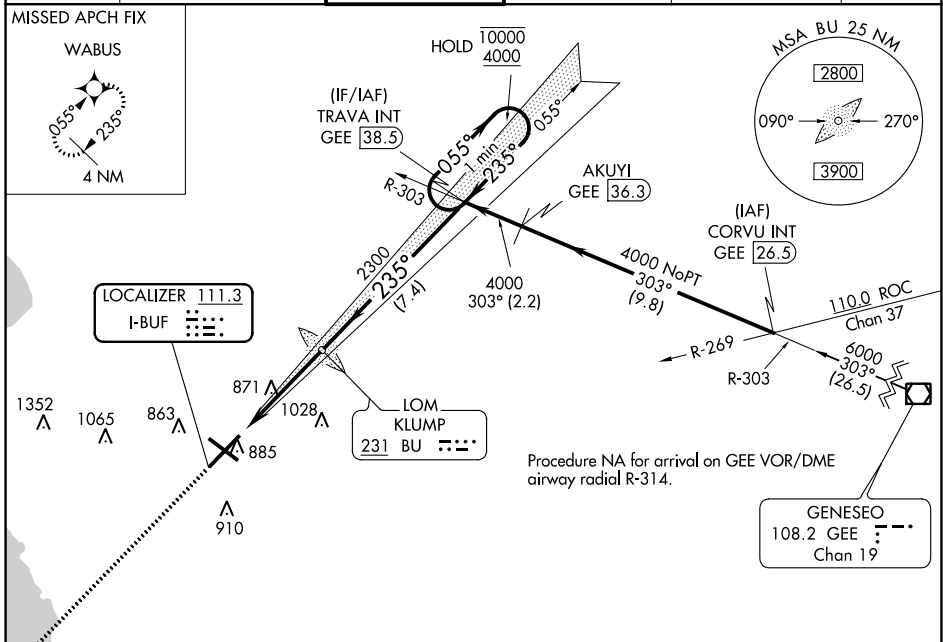 MISSED APCH FIX
WABUS
055°
235°
4 NM
HOLD
10000
4000
(IF/IAF)
TRAVA INT
GEE 38.5
R-303
055°
1 min
235°
055°
MSA BU 25 NM
2800
090°
270°
3900
AKUYI
GEE 36.3
(IAF)
CORVU INT
GEE 26.5
4000 NoPT
303°
(9.8)
4000
303° (2.2)
2300
235°
(7.4)
110.0 ROC
Chan 37
R-269
R-303
6000
303°
(26.5)
LOCALIZER 111.3
I-BUF
871
1028
1352
1065
863
885
910
LOM
KLUMP
231 BU
Procedure NA for arrival on GEE VOR/DME
airway radial R-314.
GENESEO
108.2 GEE
Chan 19